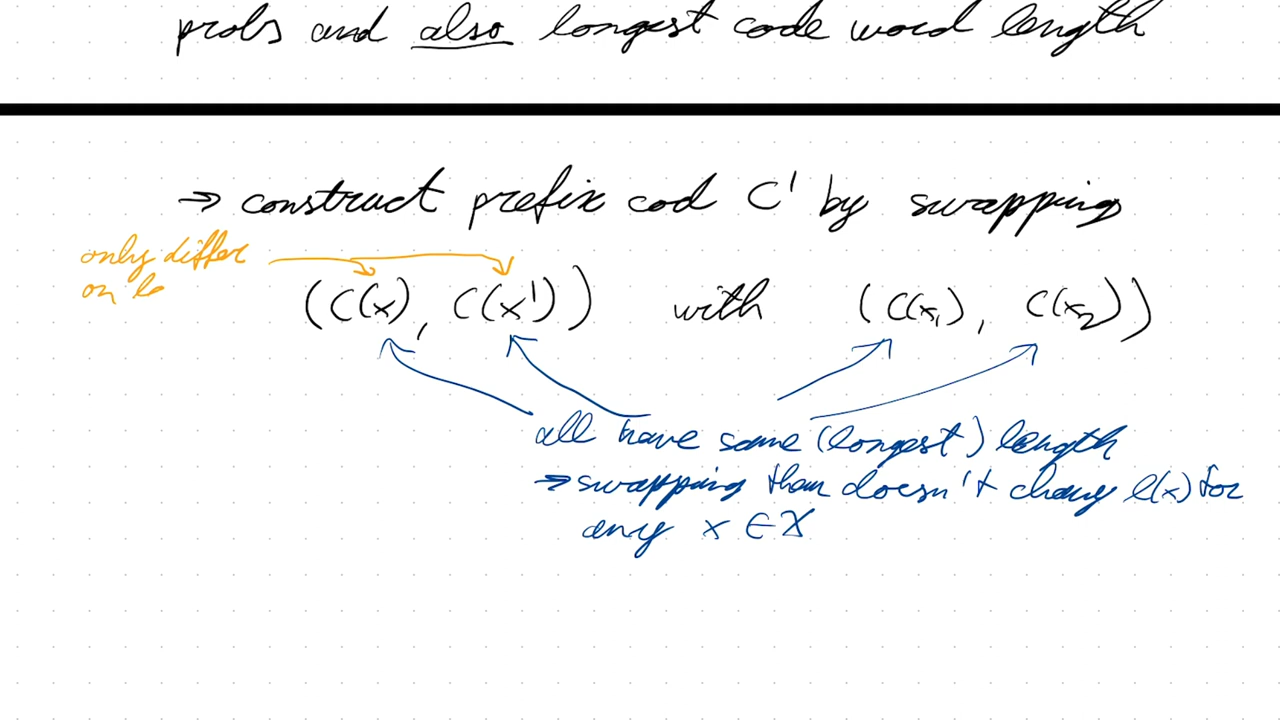 probs and also longest code word length
⇒ construct prefix cod C' by swapping
only differ
on
(C(x), C(x')) with (C(x₁), C(x₂))
all have same (longest) length
⇒ swapping them doesn't change ℓ(x) for
any x ∈ X